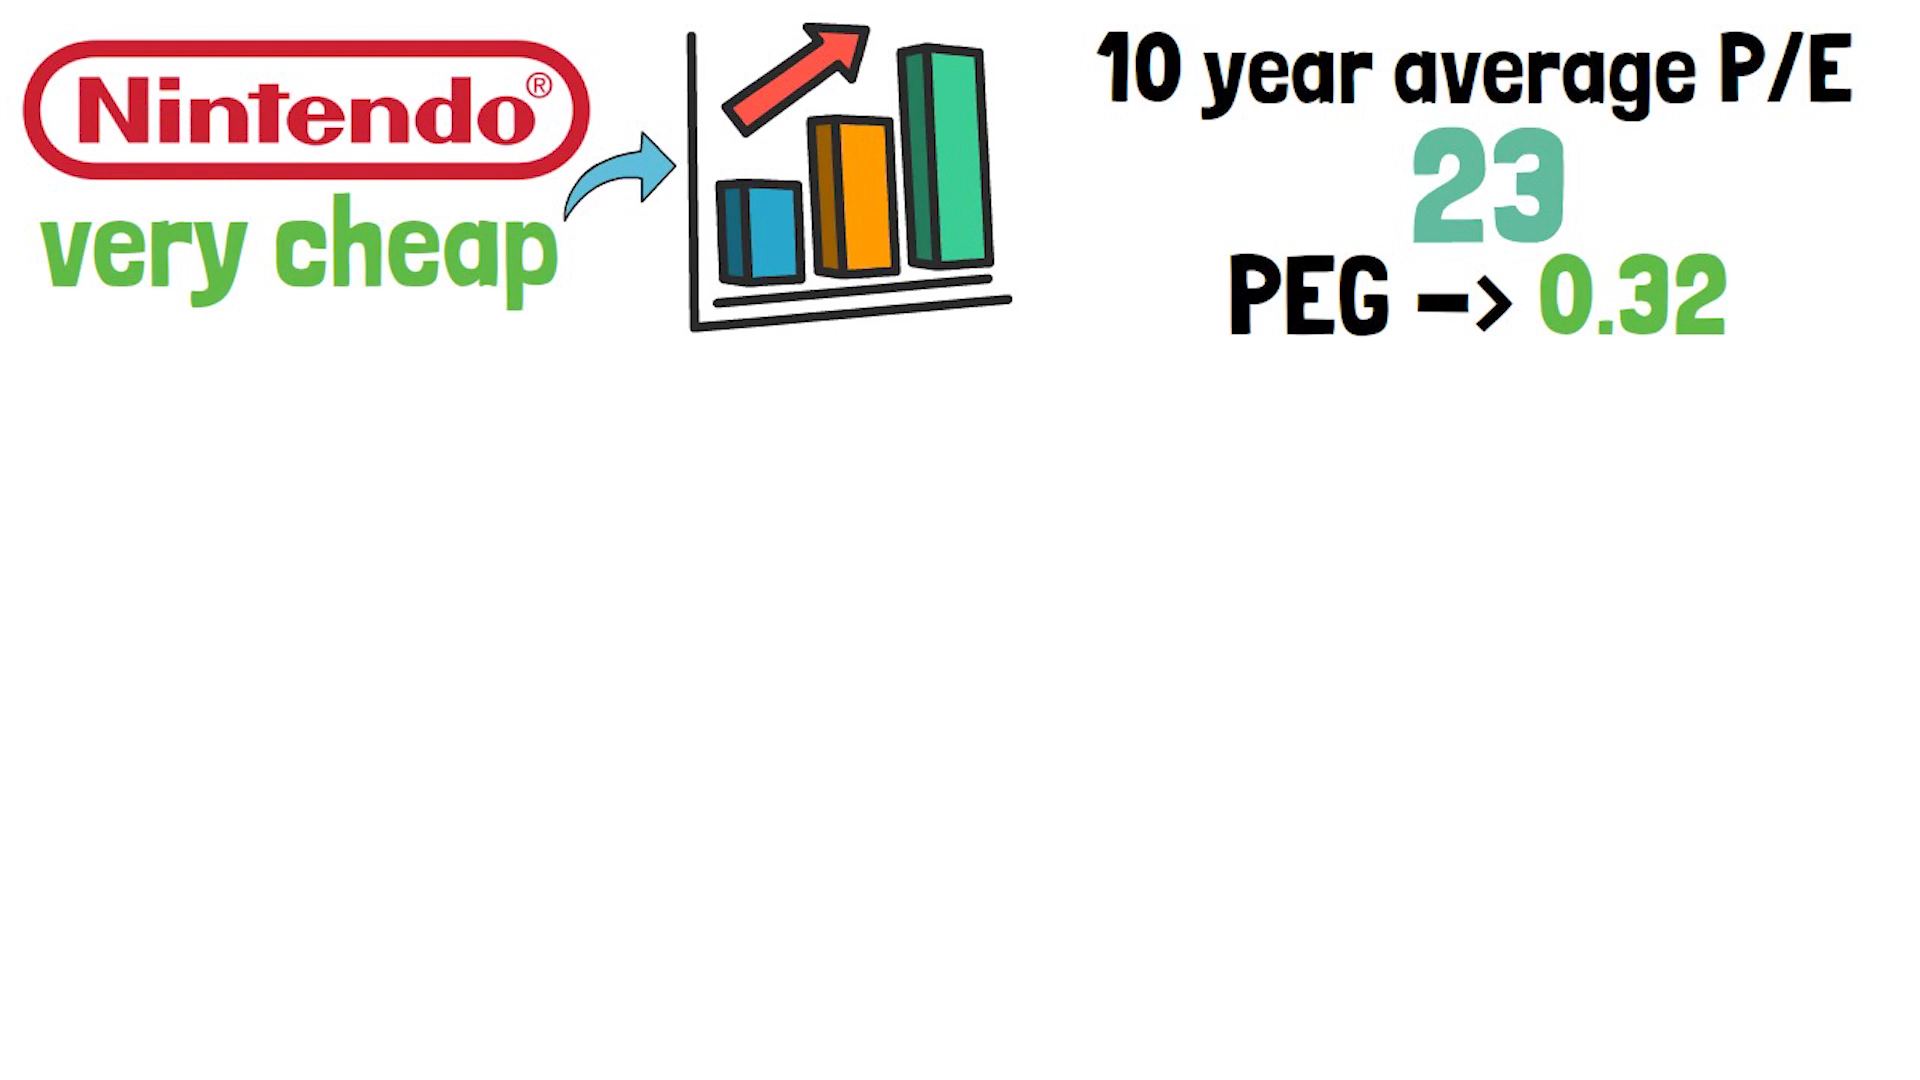 Nintendo®
very cheap
10 year average P/E
23
PEG –> 0.32